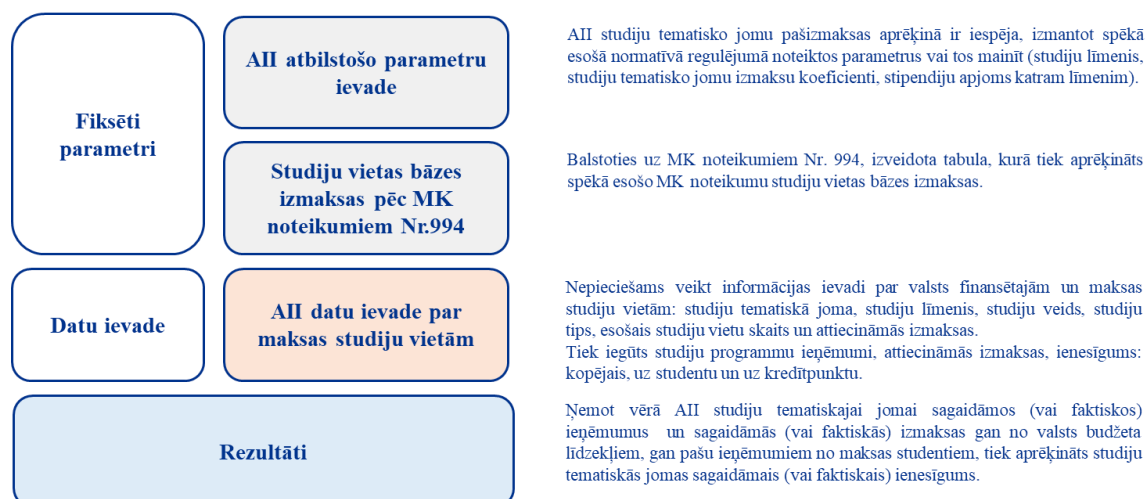 Fiksēti
parametri
AII atbilstošo parametru
ievade
AII studiju tematisko jomu pašizmaksas aprēķinā ir iespēja, izmantot spēkā
esošā normatīvā regulējumā noteiktos parametrus vai tos mainīt (studiju līmenis,
studiju tematisko jomu izmaksu koeficienti, stipendiju apjoms katram līmenim).
Studiju vietas bāzes
izmaksas pēc MK
noteikumiem Nr.994
Balstoties uz MK noteikumiem Nr. 994, izveidota tabula, kurā tiek aprēķināts
spēkā esošo MK noteikumu studiju vietas bāzes izmaksas.
Datu ievade
AII datu ievade par
maksas studiju vietām
Nepieciešams veikt informācijas ievadi par valsts finansētajām un maksas
studiju vietām: studiju tematiskā joma, studiju līmenis, studiju veids, studiju
tips, esošais studiju vietu skaits un attiecināmās izmaksas.
Tiek iegūts studiju programmu ieņēmumi, attiecināmās izmaksas, ienesīgums:
kopējais, uz studentu un uz kredītpunktu.
Rezultāti
Ņemot vērā AII studiju tematiskajai jomai sagaidāmos (vai faktiskos)
ieņēmumus un sagaidāmās (vai faktiskās) izmaksas gan no valsts budžeta
līdzekļiem, gan pašu ieņēmumiem no maksas studentiem, tiek aprēķināts studiju
tematiskās jomas sagaidāmais (vai faktiskais) ienesīgums.